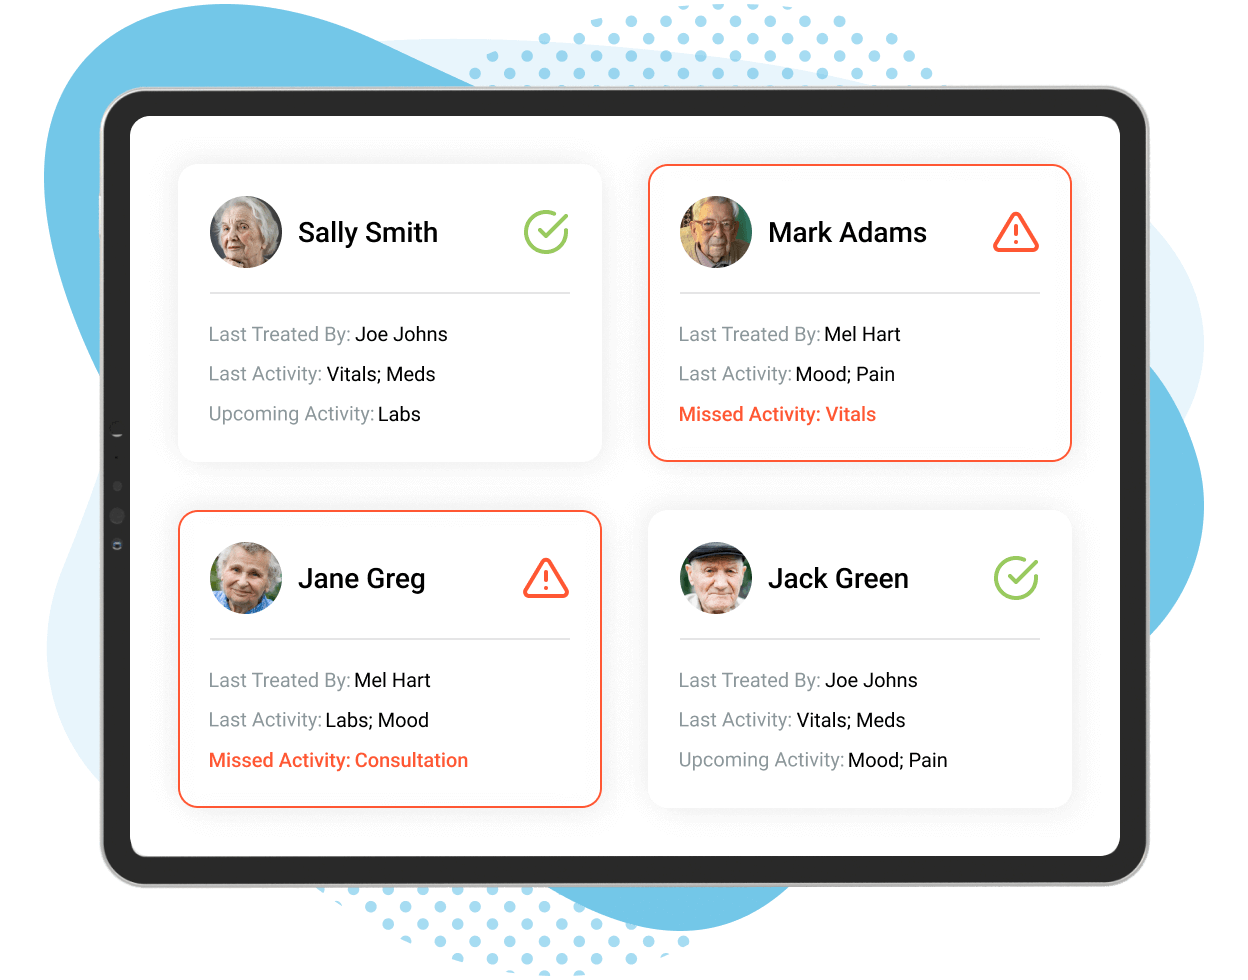 Sally Smith
Last Treated By: Joe Johns
Last Activity: Vitals; Meds
Upcoming Activity: Labs
Mark Adams
Last Treated By: Mel Hart
Last Activity: Mood; Pain
Missed Activity: Vitals
Jane Greg
Last Treated By: Mel Hart
Last Activity: Labs; Mood
Missed Activity: Consultation
Jack Green
Last Treated By: Joe Johns
Last Activity: Vitals; Meds
Upcoming Activity: Mood; Pain